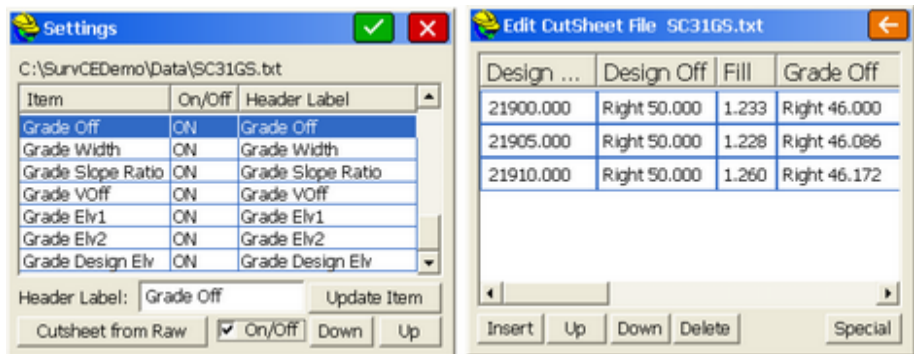 Settings
C:\SurvCEDemo\Data\SC31GS.txt
Item On/Off Header Label
Grade Off ON Grade Off
Grade Width ON Grade Width
Grade Slope Ratio ON Grade Slope Ratio
Grade VOff ON Grade VOff
Grade Elv1 ON Grade Elv1
Grade Elv2 ON Grade Elv2
Grade Design Elv ON Grade Design Elv
Header Label: Grade Off Update Item
Cutsheet from Raw On/Off Down Up
Edit CutSheet File SC31GS.txt
Design ... Design Off Fill Grade Off
21900.000 Right 50.000 1.233 Right 46.000
21905.000 Right 50.000 1.228 Right 46.086
21910.000 Right 50.000 1.260 Right 46.172
Insert Up Down Delete Special